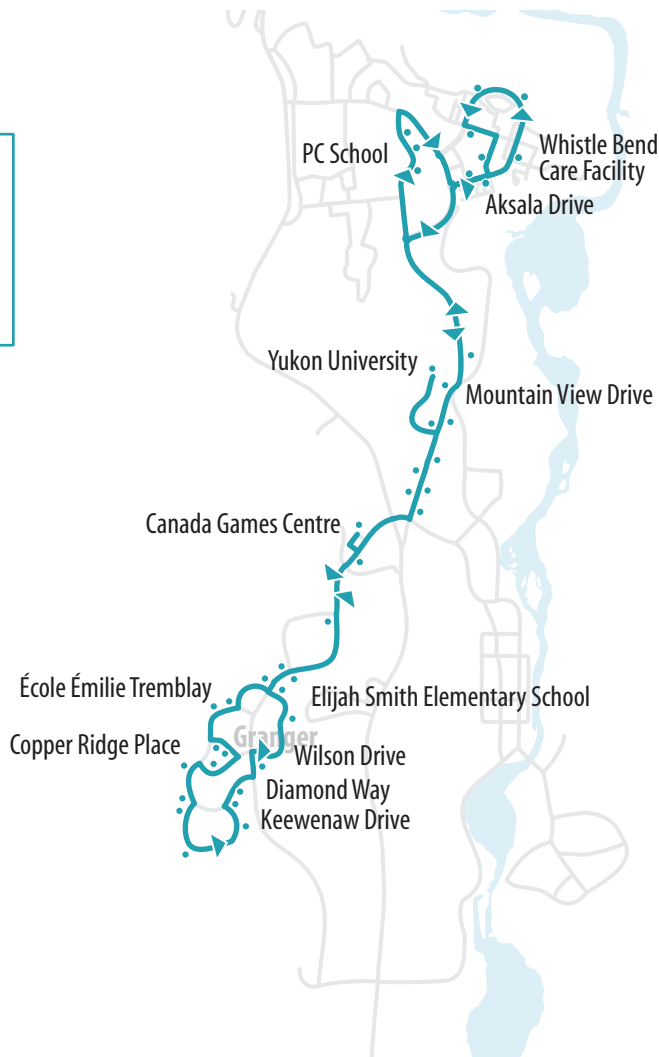 PC School
Whistle Bend
Care Facility
Aksala Drive
Yukon University
Mountain View Drive
Canada Games Centre
École Émilie Tremblay
Elijah Smith Elementary School
Copper Ridge Place
Granger
Wilson Drive
Diamond Way
Keewenaw Drive